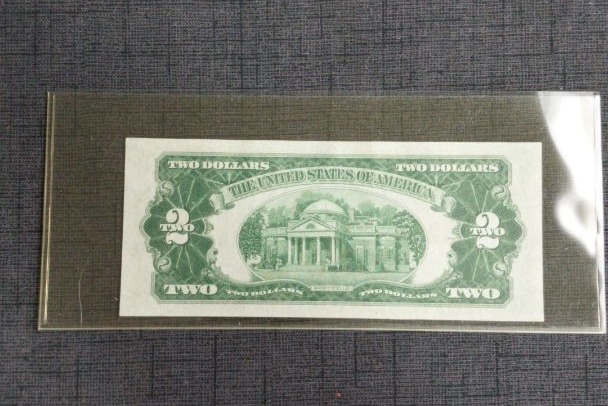 TWO DOLLARS TWO DOLLARS
THE UNITED STATES OF AMERICA
2 2
TWO TWO
MONTICELLO
TWO TWO DOLLARS TWO DOLLARS TWO